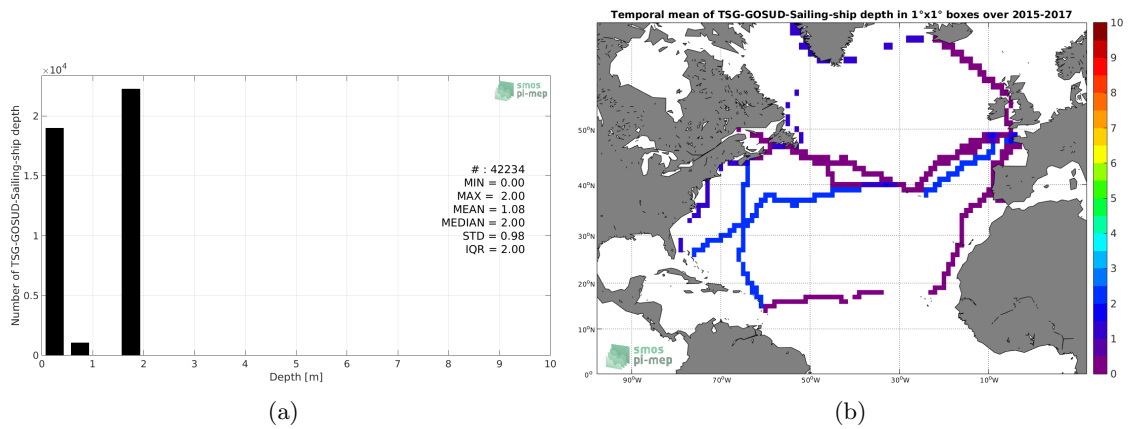 ×10⁴
2
1.5
1
0.5
0
Number of TSG-GOSUD-Sailing-ship depth
smos
pi-mep
# : 42234
MIN = 0.00
MAX = 2.00
MEAN = 1.08
MEDIAN = 2.00
STD = 0.98
IQR = 2.00
0 1 2 3 4 5 6 7 8 9 10
Depth [m]
(a)
Temporal mean of TSG-GOSUD-Sailing-ship depth in 1°x1° boxes over 2015-2017
50°N
40°N
30°N
20°N
10°N
0°
smos
pi-mep
90°W 70°W 50°W 30°W 10°W
10
9
8
7
6
5
4
3
2
1
0
(b)